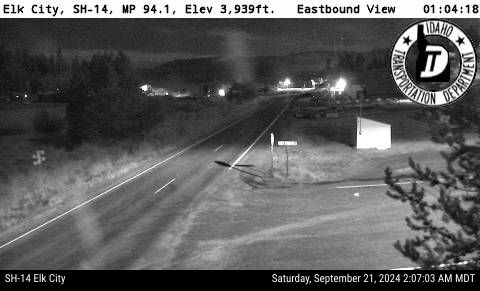 Elk City, SH-14, MP 94.1, Elev 3,939ft. Eastbound View 01:04:18
IDAHO
TRANSPORTATION DEPARTMENT
SH-14 Elk City Saturday, September 21, 2024 2:07:03 AM MDT